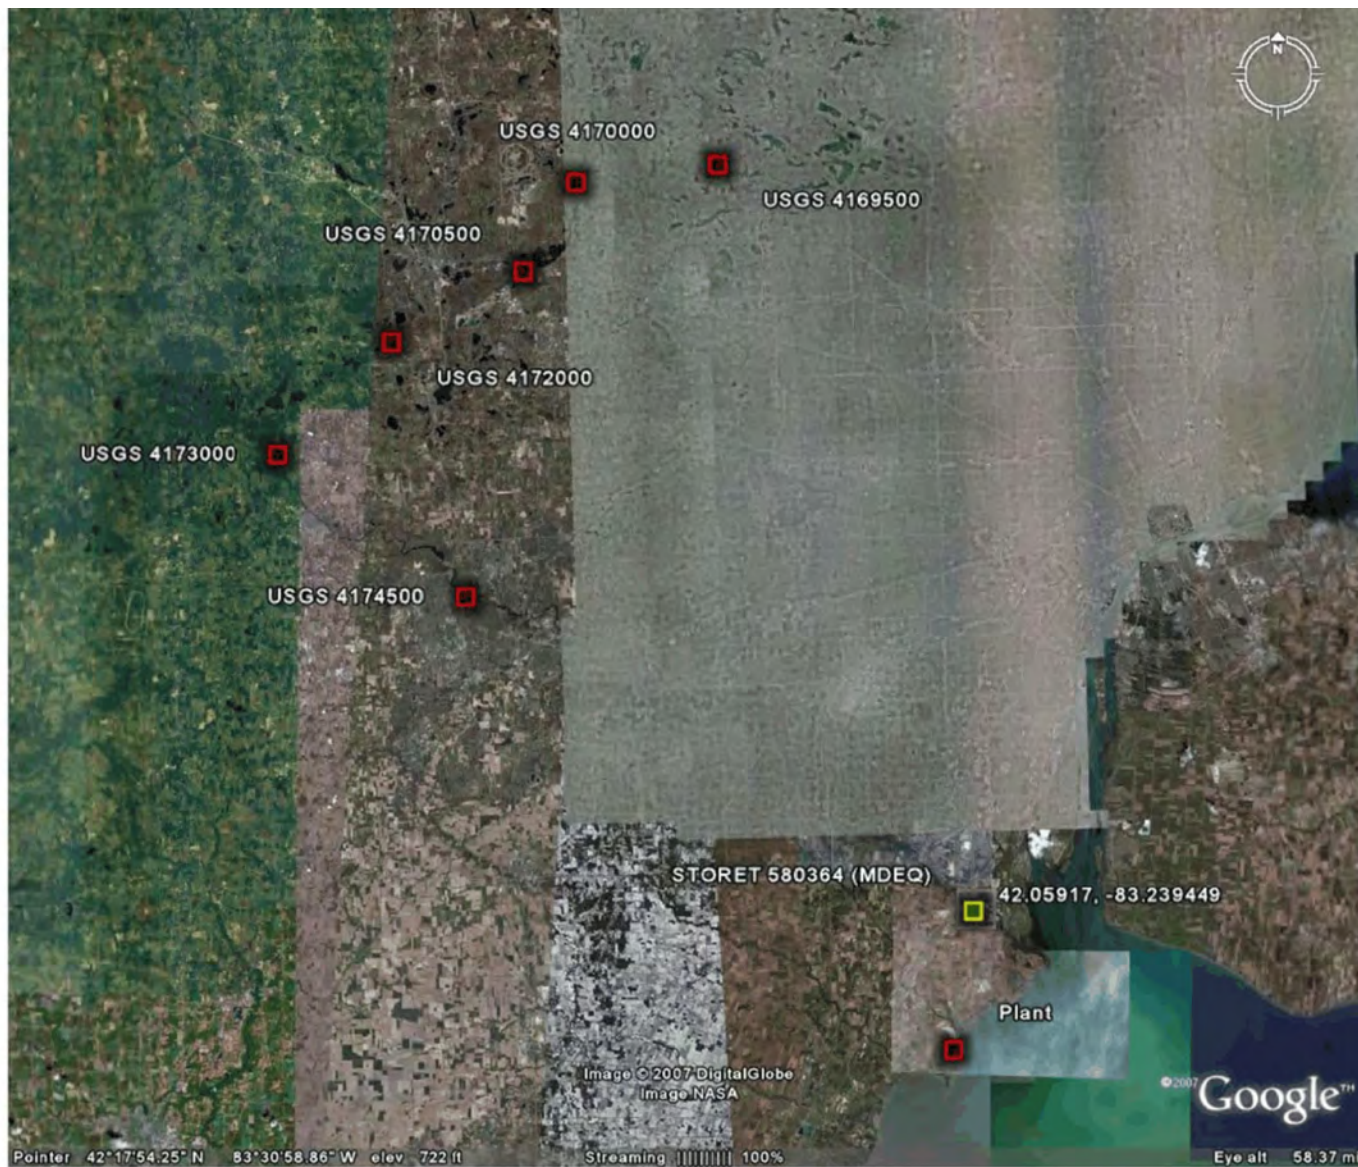 N
USGS 4170000
USGS 4169500
USGS 4170500
USGS 4172000
USGS 4173000
USGS 4174500
STORET 580364 (MDEQ)
42.05917, -83.239449
Plant
Image © 2007 DigitalGlobe
Image NASA
©2007 Google™
Pointer 42°17'54.25" N 83°30'58.86" W elev 722 ft Streaming |||||||||| 100% Eye alt 58.37 mi